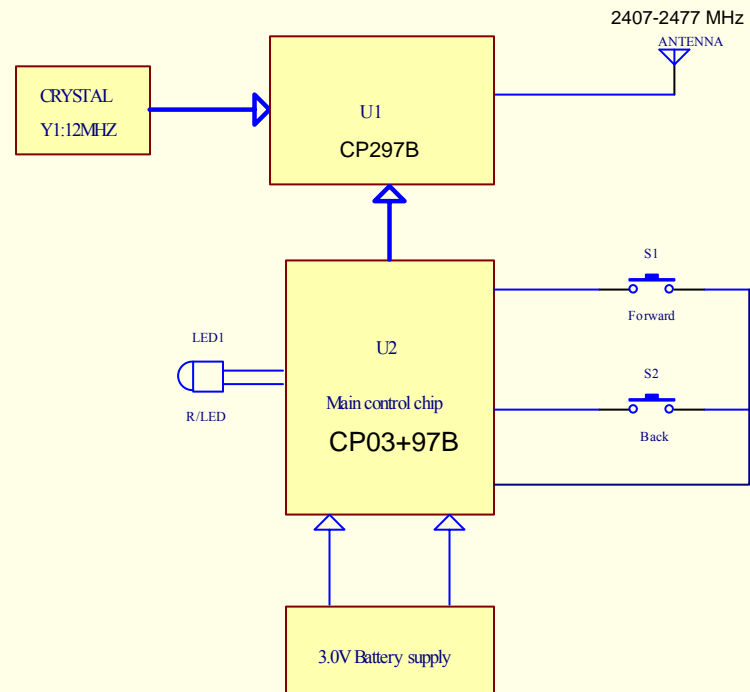 2407-2477 MHz
ANTENNA
CRYSTAL
Y1:12MHZ
U1
CP297B
S1
Forward
LED1
R/LED
U2
Main control chip
CP03+97B
S2
Back
3.0V Battery supply